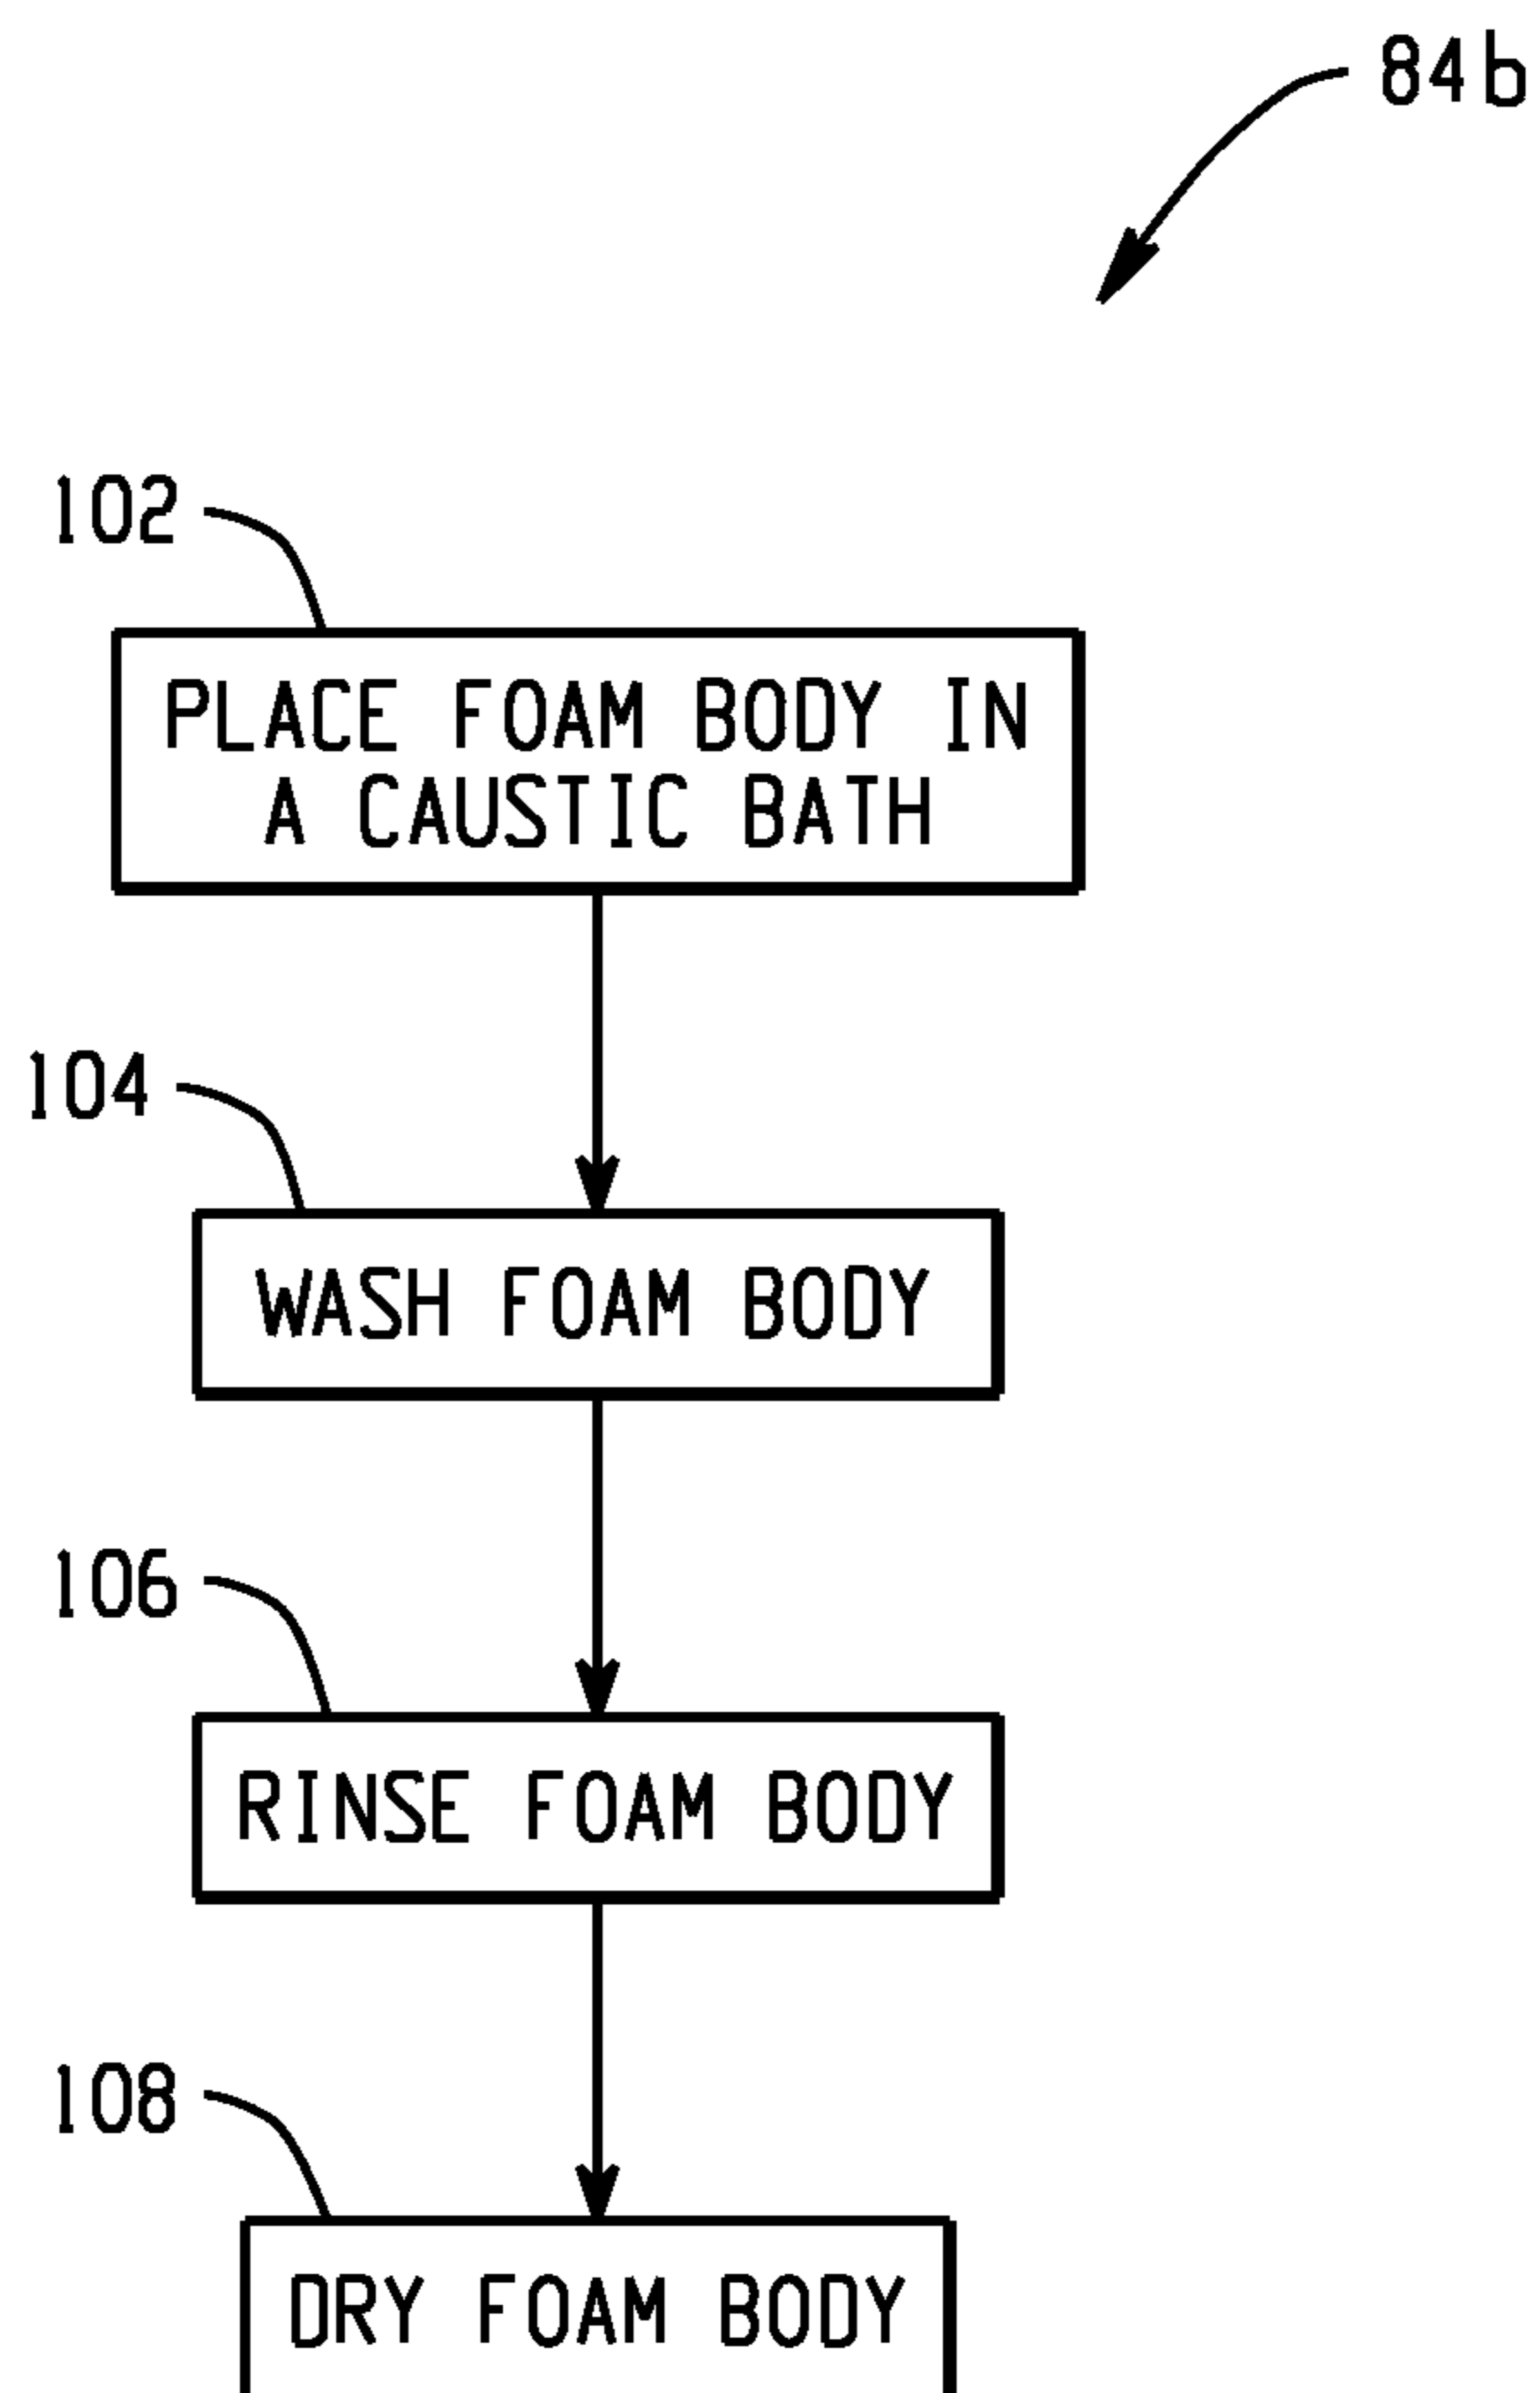 84b
102
PLACE FOAM BODY IN
A CAUSTIC BATH
104
WASH FOAM BODY
106
RINSE FOAM BODY
108
DRY FOAM BODY